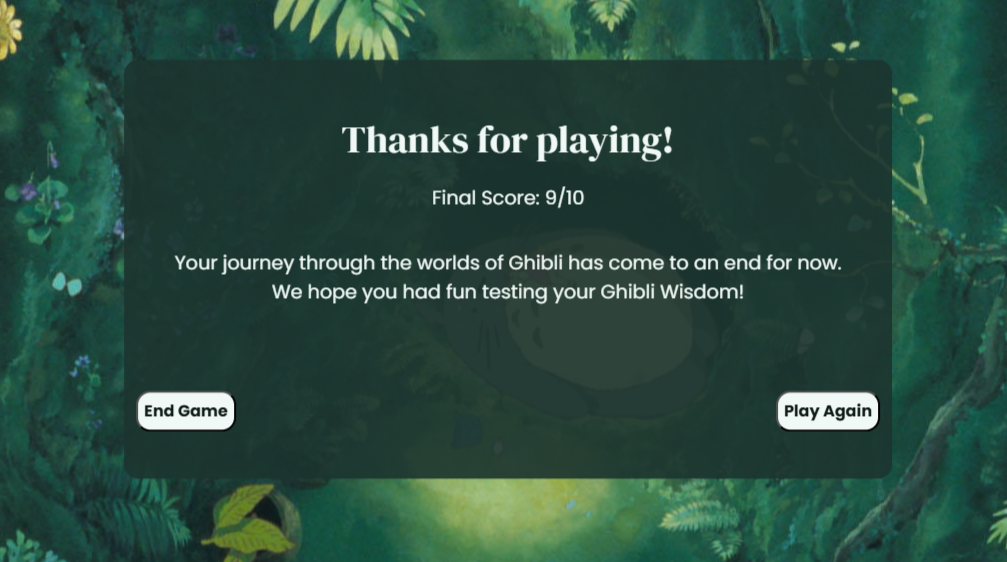 Thanks for playing!
Final Score: 9/10
Your journey through the worlds of Ghibli has come to an end for now.
We hope you had fun testing your Ghibli Wisdom!
End Game
Play Again